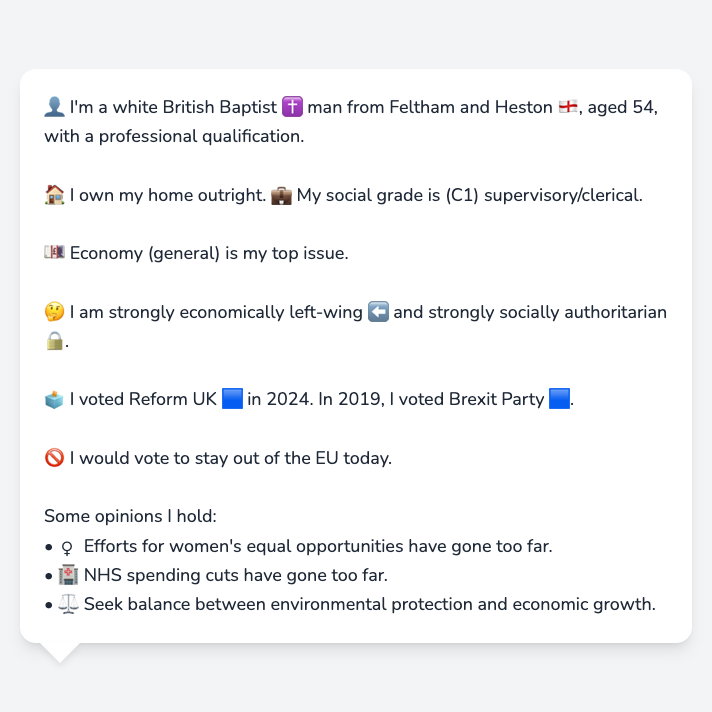 👤 I'm a white British Baptist ✝️ man from Feltham and Heston 🏴󠁧󠁢󠁥󠁮󠁧󠁿, aged 54,
with a professional qualification.
🏠 I own my home outright. 💼 My social grade is (C1) supervisory/clerical.
💷 Economy (general) is my top issue.
🤔 I am strongly economically left-wing ⬅️ and strongly socially authoritarian
🔒.
🗳️ I voted Reform UK 🟦 in 2024. In 2019, I voted Brexit Party 🟦.
🚫 I would vote to stay out of the EU today.
Some opinions I hold:
• ♀️ Efforts for women's equal opportunities have gone too far.
• 🏥 NHS spending cuts have gone too far.
• ⚖️ Seek balance between environmental protection and economic growth.